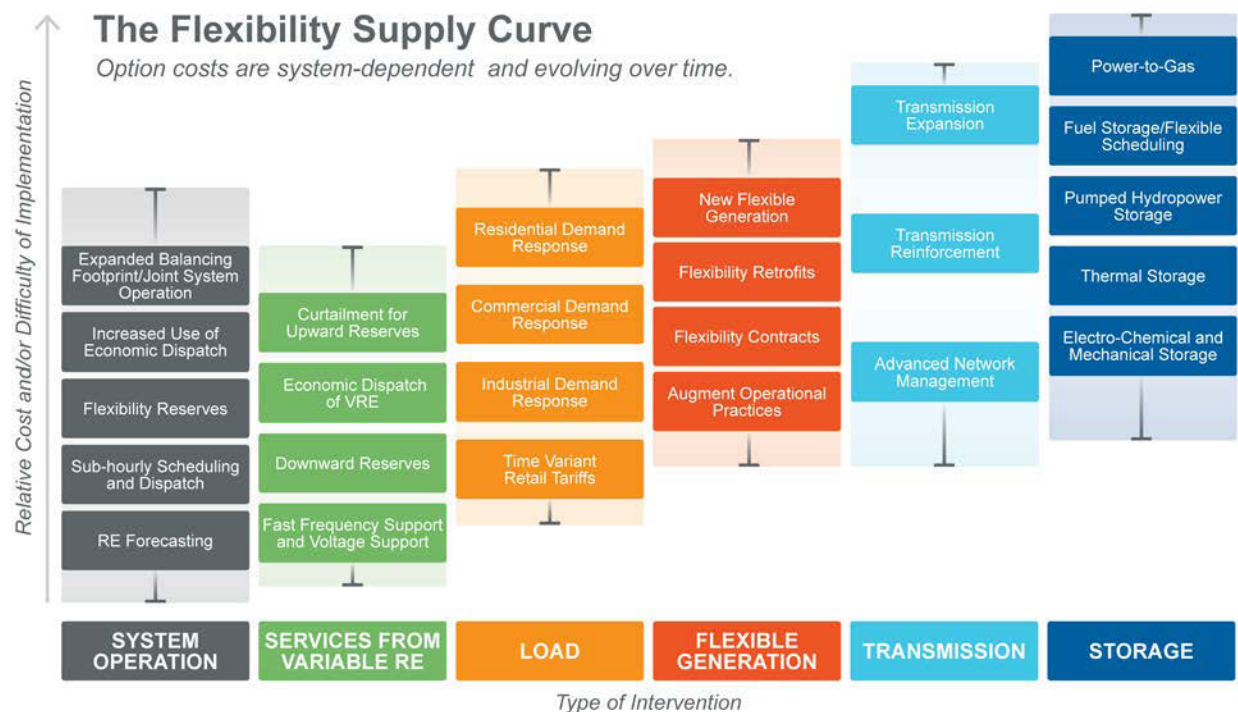 The Flexibility Supply Curve
Option costs are system-dependent and evolving over time.
Relative Cost and/or Difficulty of Implementation
Expanded Balancing
Footprint/Joint System
Operation
Increased Use of
Economic Dispatch
Flexibility Reserves
Sub-hourly Scheduling
and Dispatch
RE Forecasting
SYSTEM
OPERATION
Curtailment for
Upward Reserves
Economic Dispatch
of VRE
Downward Reserves
Fast Frequency Support
and Voltage Support
SERVICES FROM
VARIABLE RE
Residential Demand
Response
Commercial Demand
Response
Industrial Demand
Response
Time Variant
Retail Tariffs
LOAD
New Flexible
Generation
Flexibility Retrofits
Flexibility Contracts
Augment Operational
Practices
FLEXIBLE
GENERATION
Transmission
Expansion
Transmission
Reinforcement
Advanced Network
Management
TRANSMISSION
Power-to-Gas
Fuel Storage/Flexible
Scheduling
Pumped Hydropower
Storage
Thermal Storage
Electro-Chemical and
Mechanical Storage
STORAGE
Type of Intervention